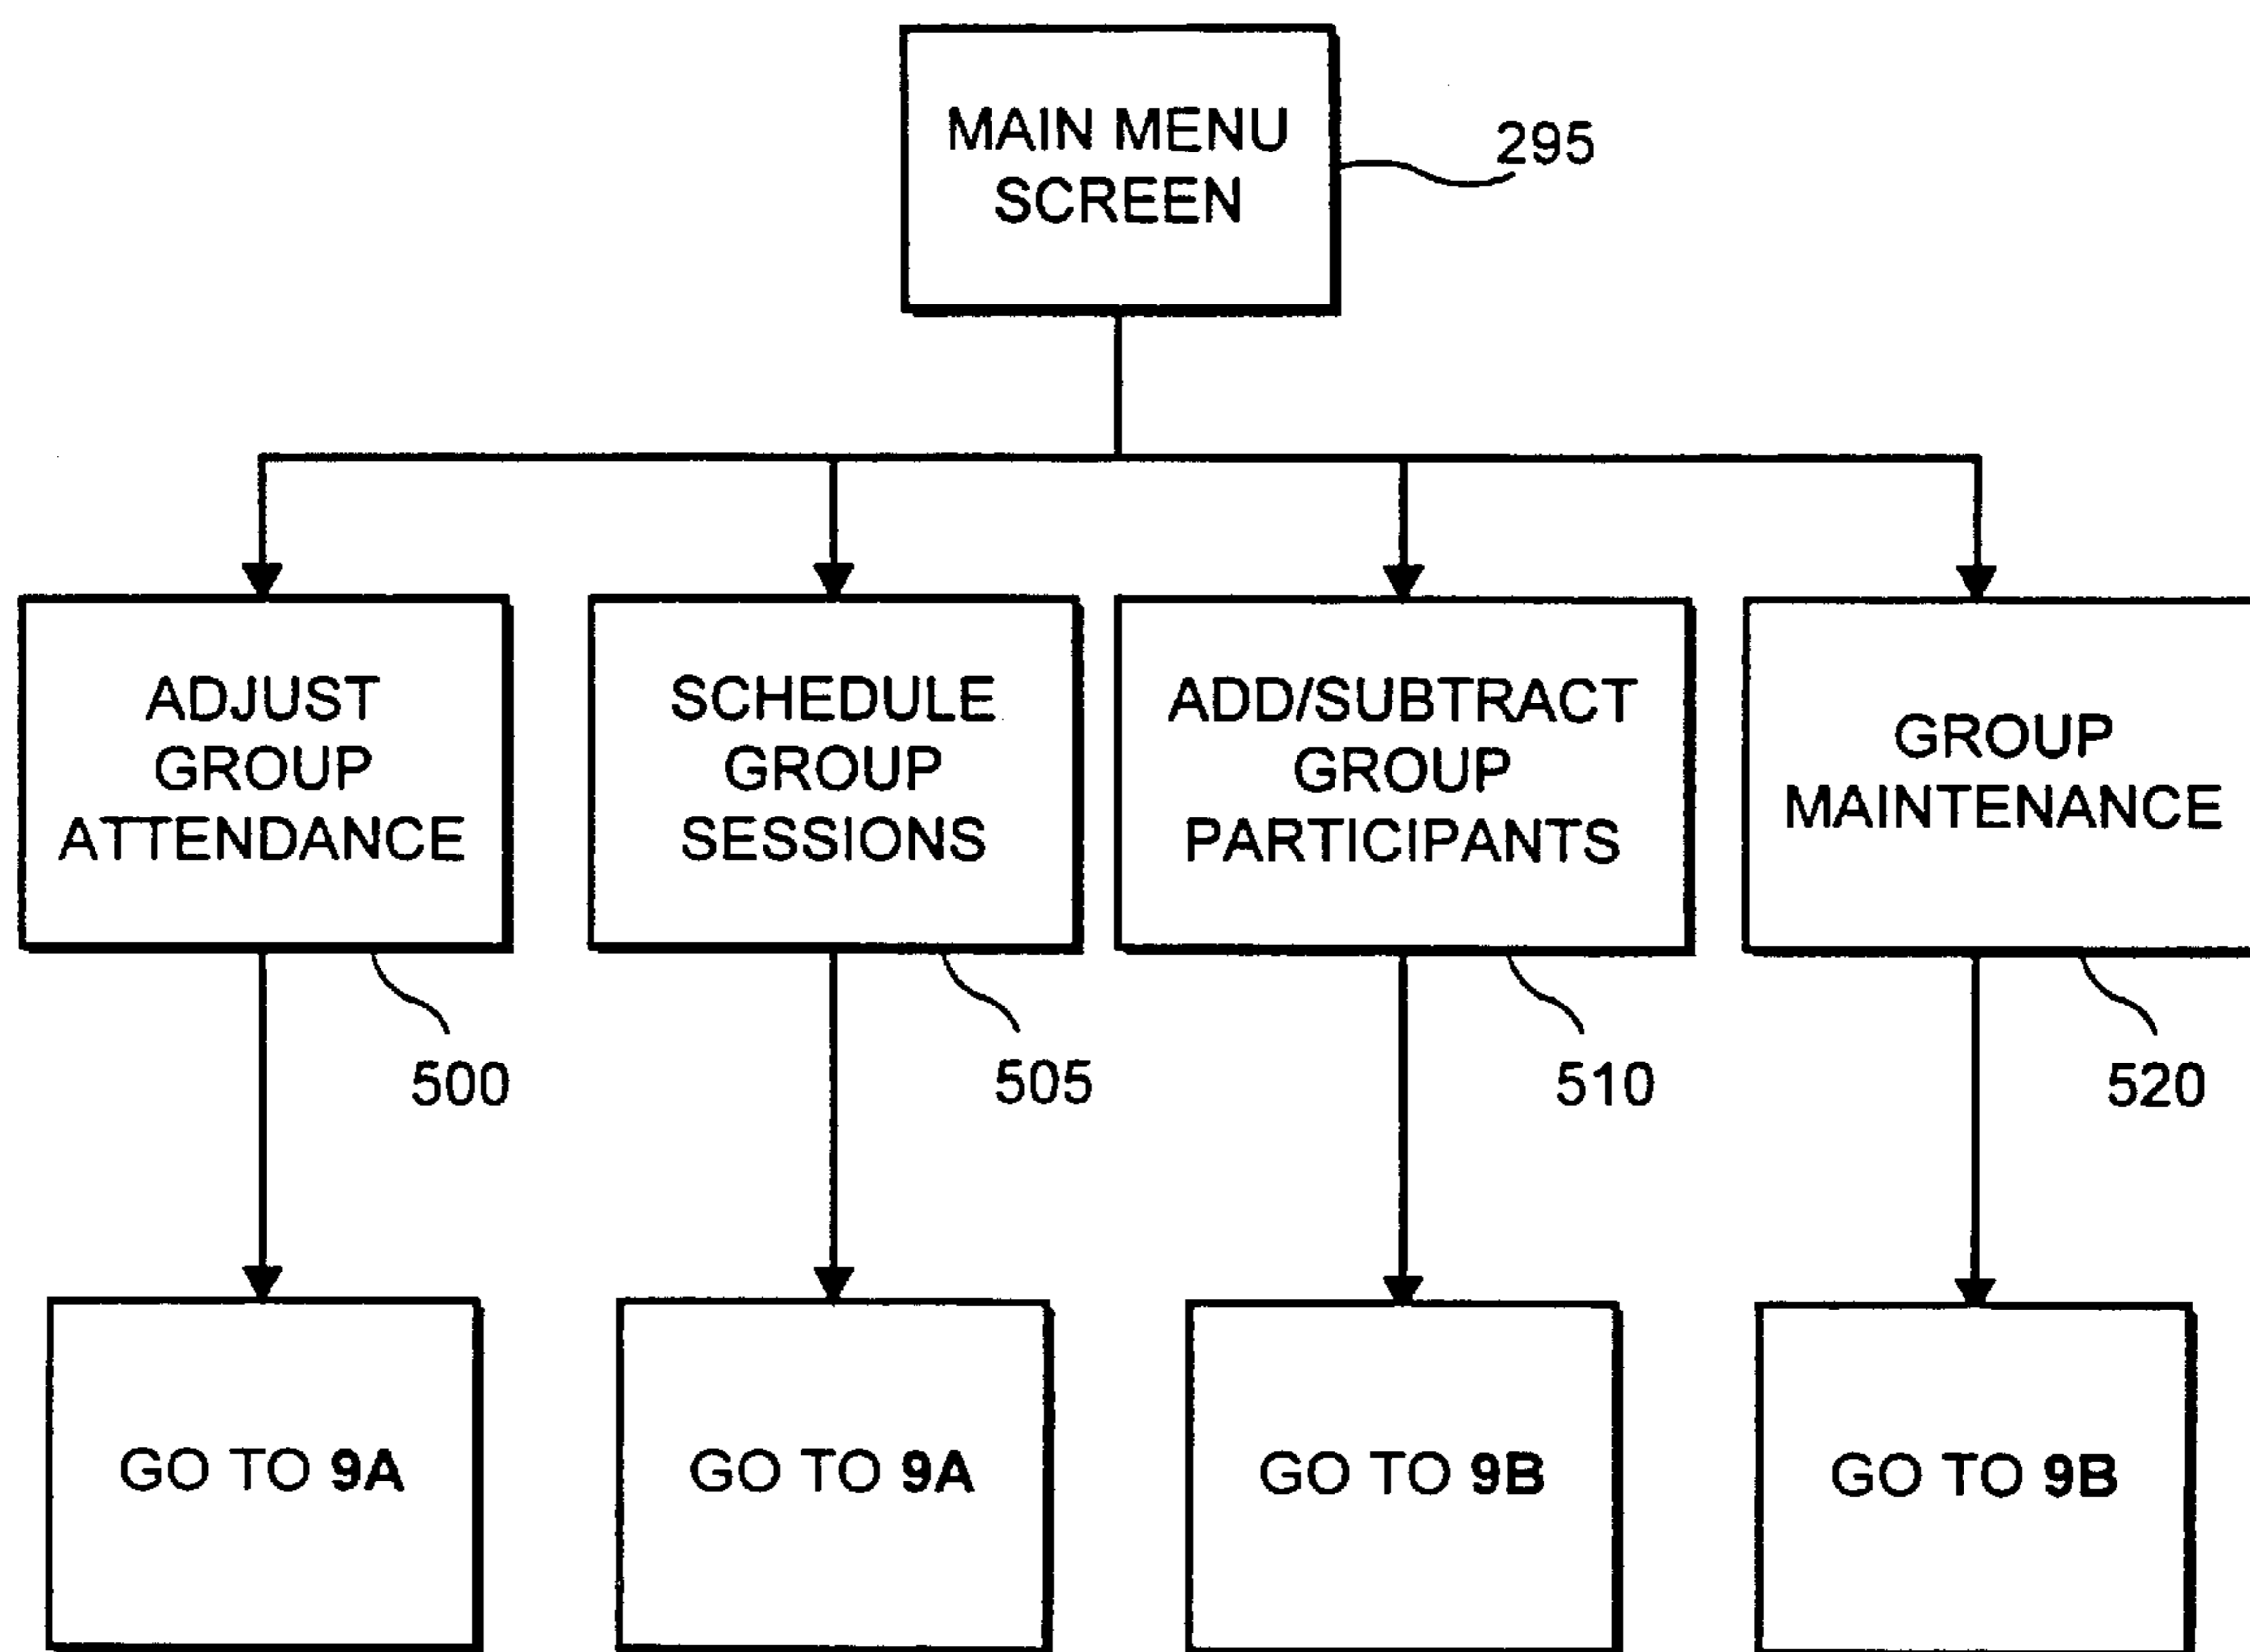 MAIN MENU
SCREEN
295
ADJUST
GROUP
ATTENDANCE
500
SCHEDULE
GROUP
SESSIONS
505
ADD/SUBTRACT
GROUP
PARTICIPANTS
510
GROUP
MAINTENANCE
520
GO TO 9A
GO TO 9A
GO TO 9B
GO TO 9B